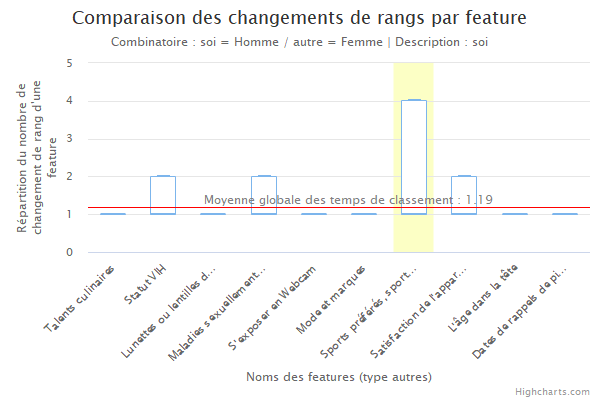 Comparaison des changements de rangs par feature
Combinatoire : soi = Homme / autre = Femme | Description : soi
Répartition du nombre de
changement de rang d'une
feature
5
4
3
2
1
0
Moyenne globale des temps de classement : 1.19
Talents culinaires
Statut VIH
Lunettes ou lentilles d...
Maladies sexuellement...
S'exposer en Webcam
Mode et marques
Sports préférés, sport...
Satisfaction de l'appar...
L'âge dans la tête
Dates de rappels de pi...
Noms des features (type autres)
Highcharts.com